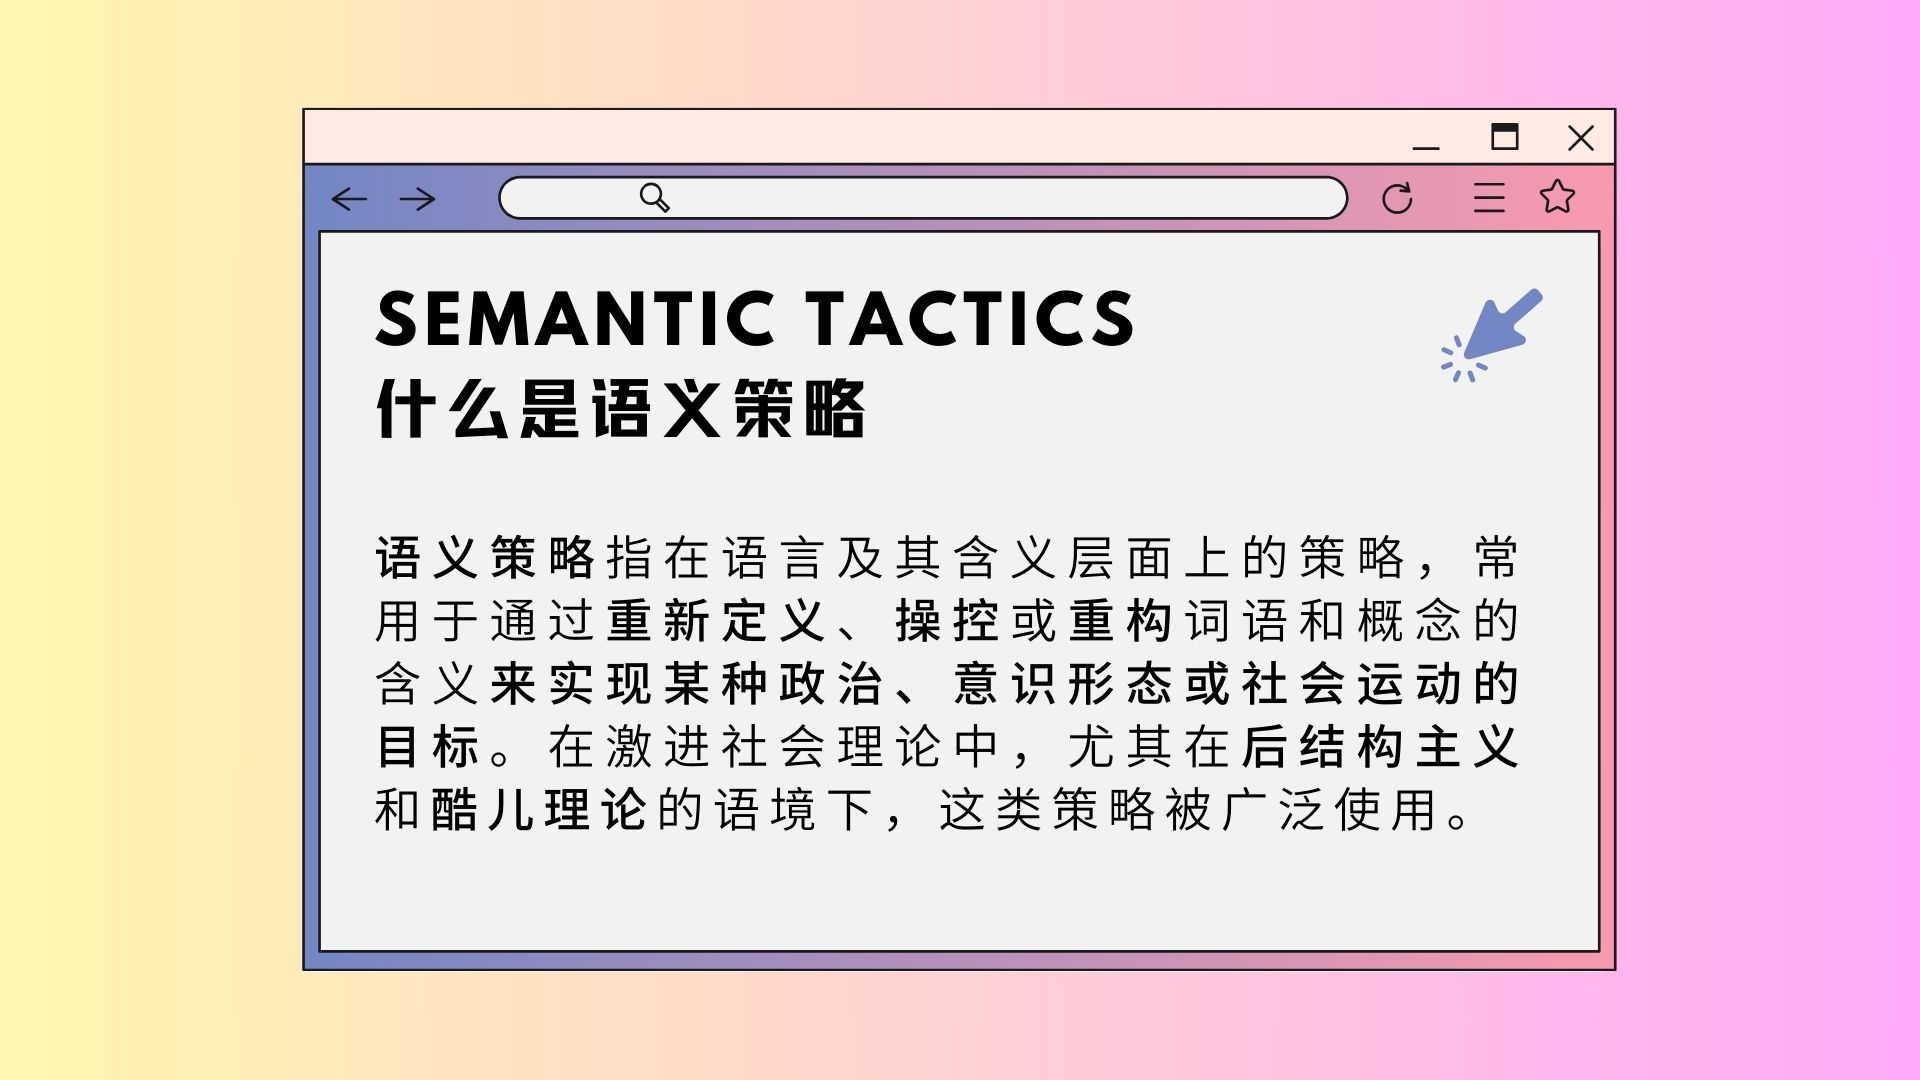 SEMANTIC TACTICS
什么是语义策略
语义策略指在语言及其含义层面上的策略，常
用于通过重新定义、操控或重构词语和概念的
含义来实现某种政治、意识形态或社会运动的
目标。在激进社会理论中，尤其在后结构主义
和酷儿理论的语境下，这类策略被广泛使用。